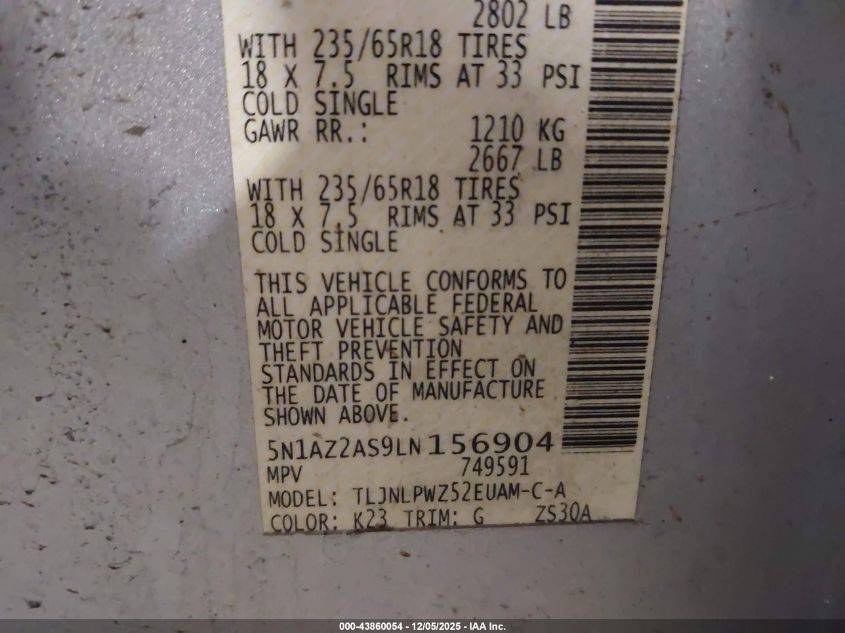 2802 LB
WITH 235/65R18 TIRES
18 X 7.5 RIMS AT 33 PSI
COLD SINGLE
GAWR RR.: 1210 KG
2667 LB
WITH 235/65R18 TIRES
18 X 7.5 RIMS AT 33 PSI
COLD SINGLE
THIS VEHICLE CONFORMS TO
ALL APPLICABLE FEDERAL
MOTOR VEHICLE SAFETY AND
THEFT PREVENTION
STANDARDS IN EFFECT ON
THE DATE OF MANUFACTURE
SHOWN ABOVE.
5N1AZ2AS9LN156904
MPV 749591
MODEL: TLJNLPWZ52EUAM-C-A
COLOR: K23 TRIM: G ZS30A
000-43860054 - 12/05/2025 - IAA Inc.